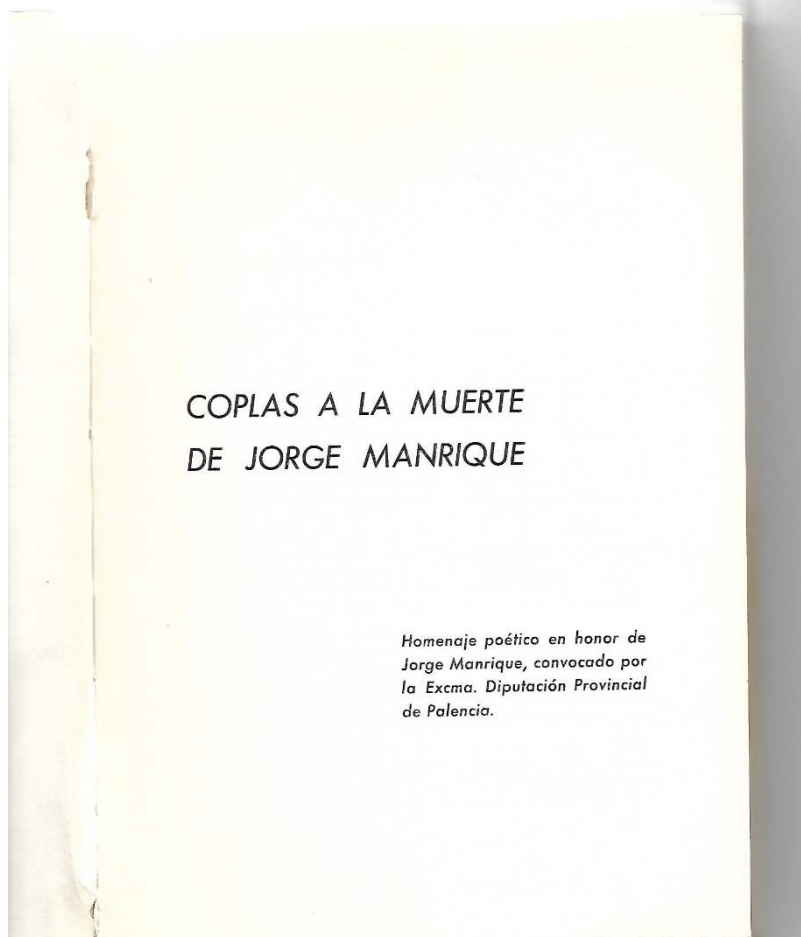 COPLAS A LA MUERTE
DE JORGE MANRIQUE
Homenaje poético en honor de
Jorge Manrique, convocado por
la Excma. Diputación Provincial
de Palencia.